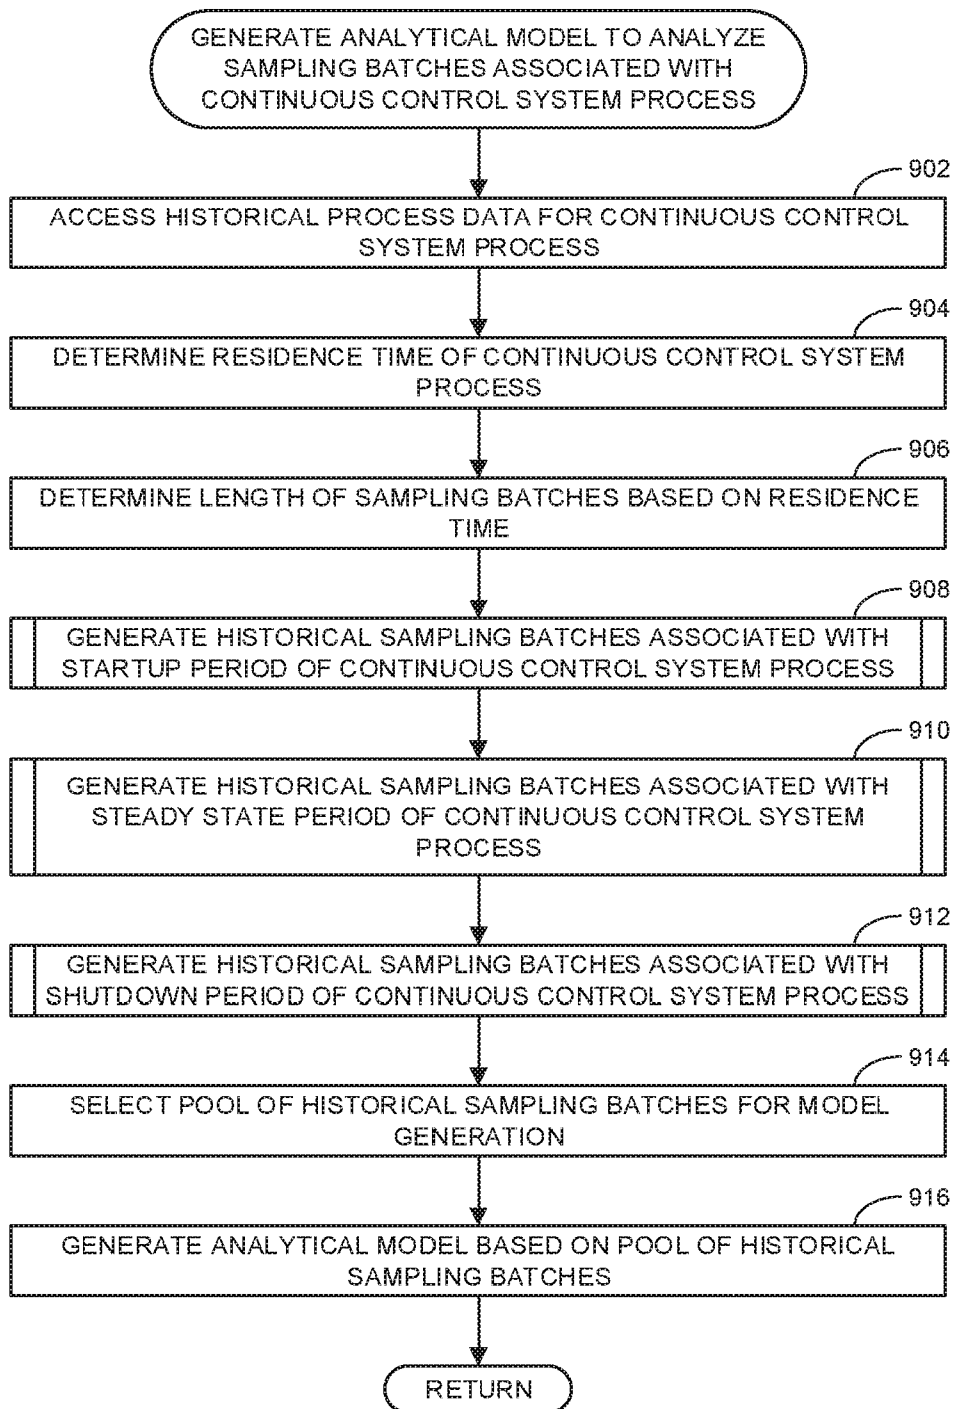 GENERATE ANALYTICAL MODEL TO ANALYZE
SAMPLING BATCHES ASSOCIATED WITH
CONTINUOUS CONTROL SYSTEM PROCESS
902
ACCESS HISTORICAL PROCESS DATA FOR CONTINUOUS CONTROL
SYSTEM PROCESS
904
DETERMINE RESIDENCE TIME OF CONTINUOUS CONTROL SYSTEM
PROCESS
906
DETERMINE LENGTH OF SAMPLING BATCHES BASED ON RESIDENCE
TIME
908
GENERATE HISTORICAL SAMPLING BATCHES ASSOCIATED WITH
STARTUP PERIOD OF CONTINUOUS CONTROL SYSTEM PROCESS
910
GENERATE HISTORICAL SAMPLING BATCHES ASSOCIATED WITH
STEADY STATE PERIOD OF CONTINUOUS CONTROL SYSTEM
PROCESS
912
GENERATE HISTORICAL SAMPLING BATCHES ASSOCIATED WITH
SHUTDOWN PERIOD OF CONTINUOUS CONTROL SYSTEM PROCESS
914
SELECT POOL OF HISTORICAL SAMPLING BATCHES FOR MODEL
GENERATION
916
GENERATE ANALYTICAL MODEL BASED ON POOL OF HISTORICAL
SAMPLING BATCHES
RETURN